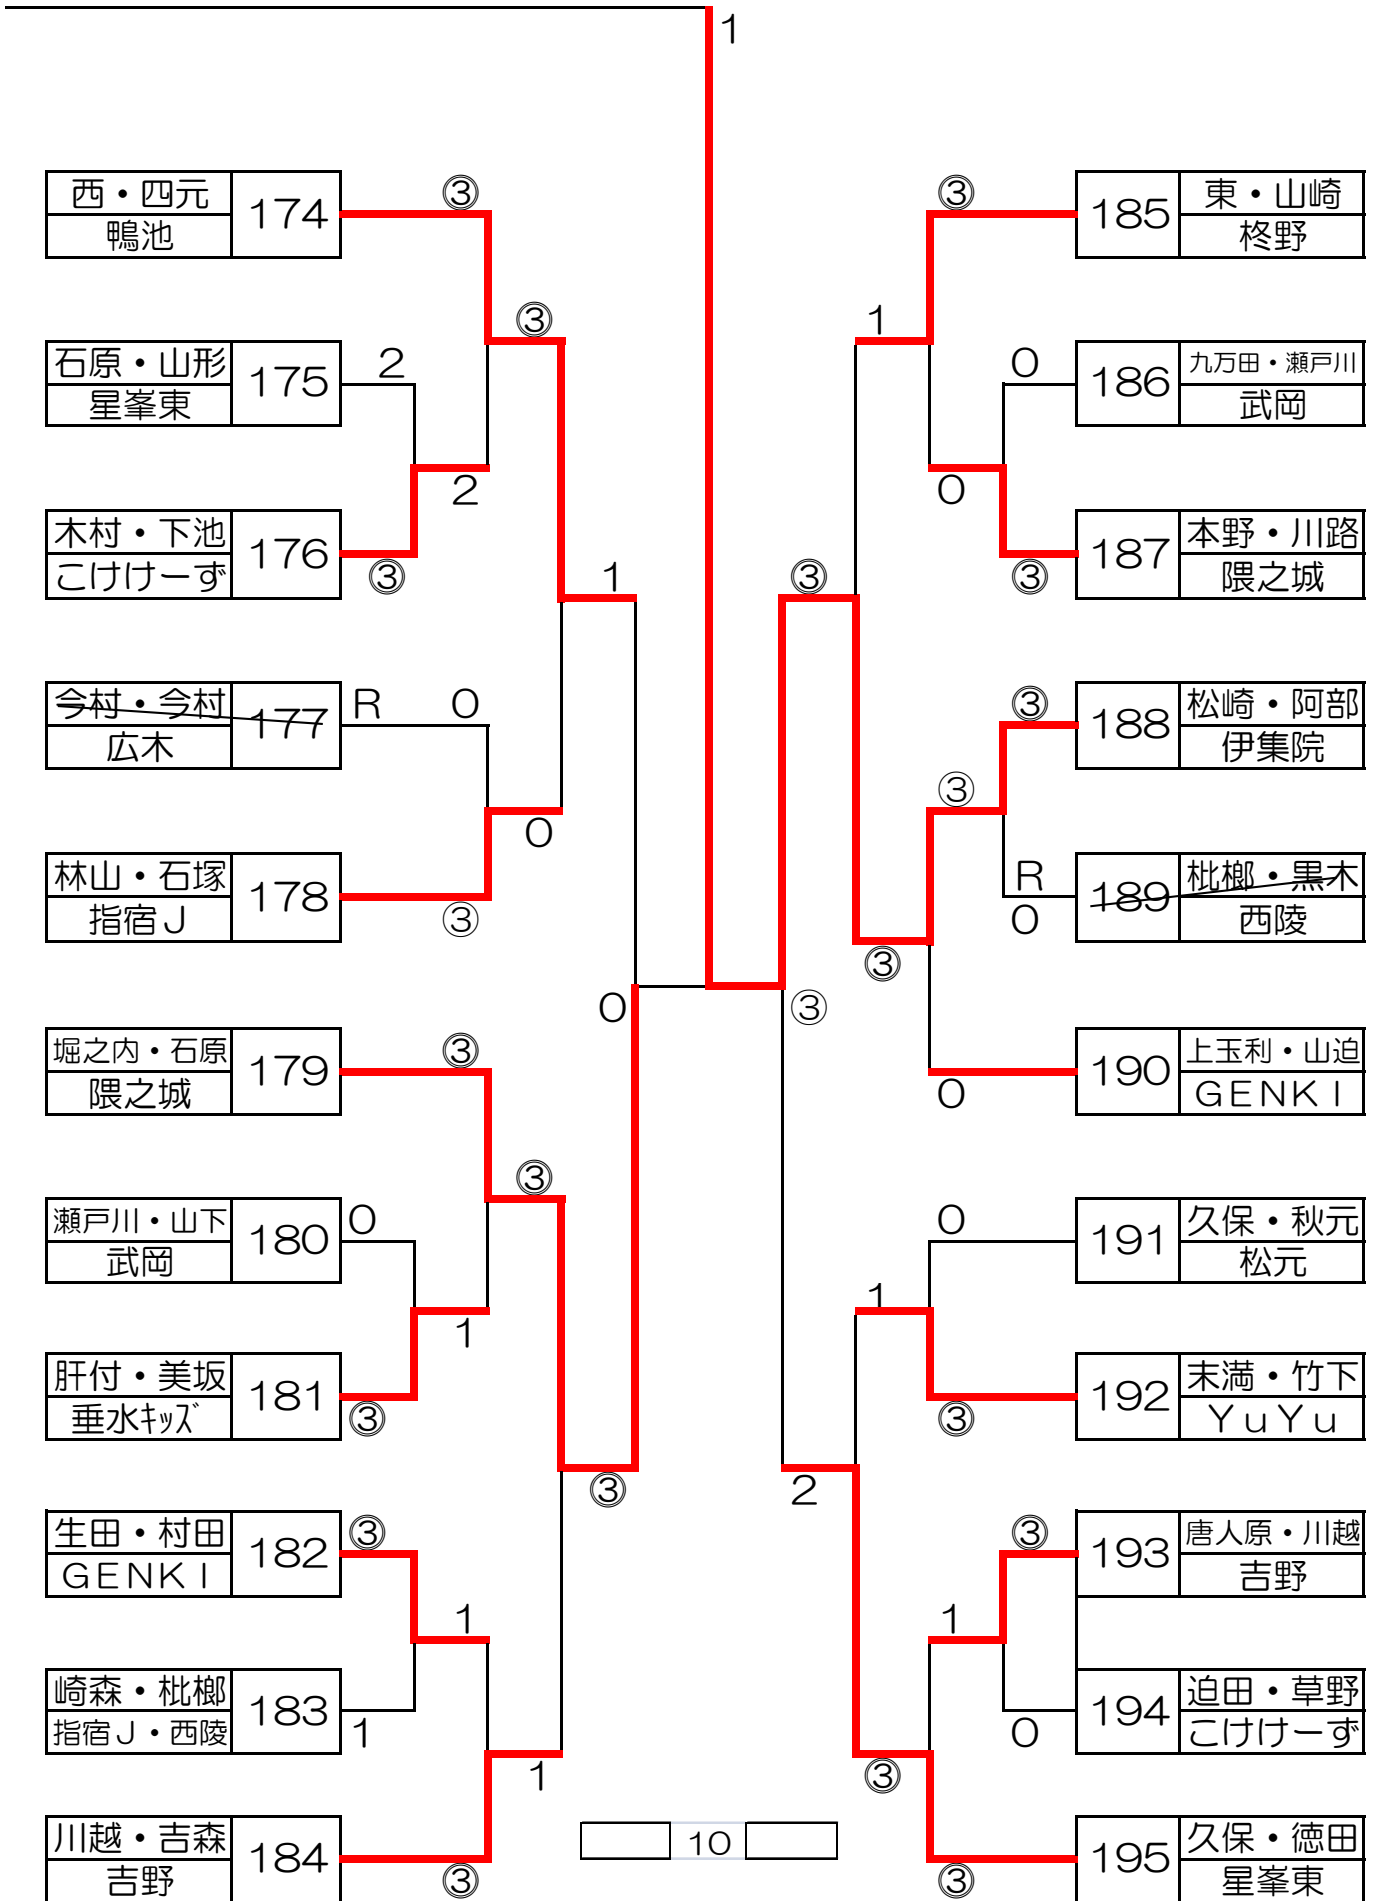 1
西・四元
鴨池
174
③
③
石原・山形
星峯東
175
2
2
木村・下池
こけけーず
176
③
1
今村・今村
広木
177
R
0
0
林山・石塚
指宿J
178
③
0
堀之内・石原
隈之城
179
③
③
瀬戸川・山下
武岡
180
0
1
肝付・美坂
垂水ｷｯｽﾞ
181
③
③
生田・村田
GENKI
182
③
1
崎森・枇榔
指宿J・西陵
183
1
1
川越・吉森
吉野
184
③
③
185
東・山崎
柊野
1
0
186
九万田・瀬戸川
武岡
0
③
187
本野・川路
隈之城
③
③
188
松崎・阿部
伊集院
③
R
0
189
枇榔・黒木
西陵
③
③
0
190
上玉利・山迫
GENKI
0
191
久保・秋元
松元
1
③
192
末満・竹下
YuYu
2
③
193
唐人原・川越
吉野
1
0
194
迫田・草野
こけけーず
③
③
195
久保・徳田
星峯東
10